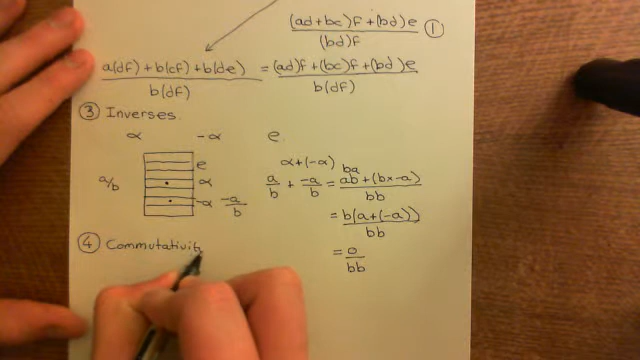 (ad+bc)f+(bd)e / (bd)f ①
a(df)+b(cf)+b(de) / b(df) = (ad)f+(bc)f+(bd)e / b(df)
③ Inverses.
α -α e
e
a/b α
-α -a/b
α+(-α)
ba
a/b + -a/b = ab+(b×-a) / bb
= b(a+(-a)) / bb
= 0 / bb
④ Commutativit